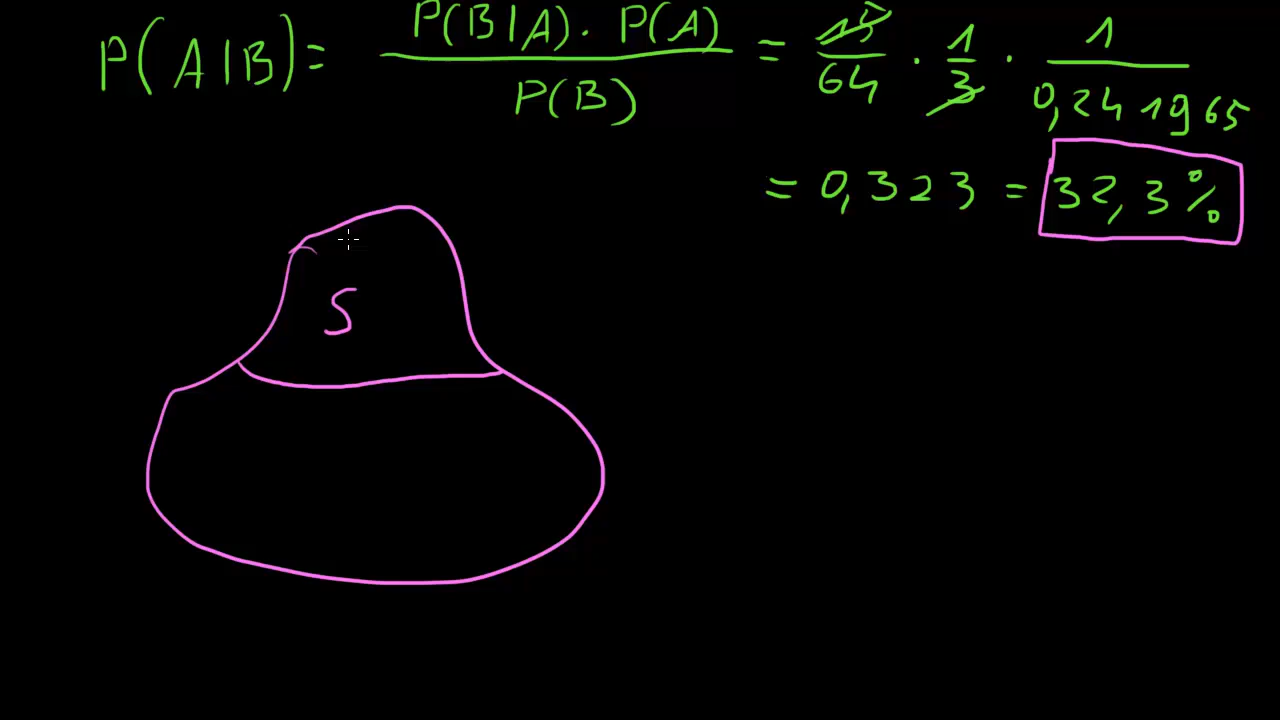 P(A|B) = P(B|A) · P(A) / P(B) = 15/64 · 1/3 · 1/0,241965
= 0,323 = 32,3%
S